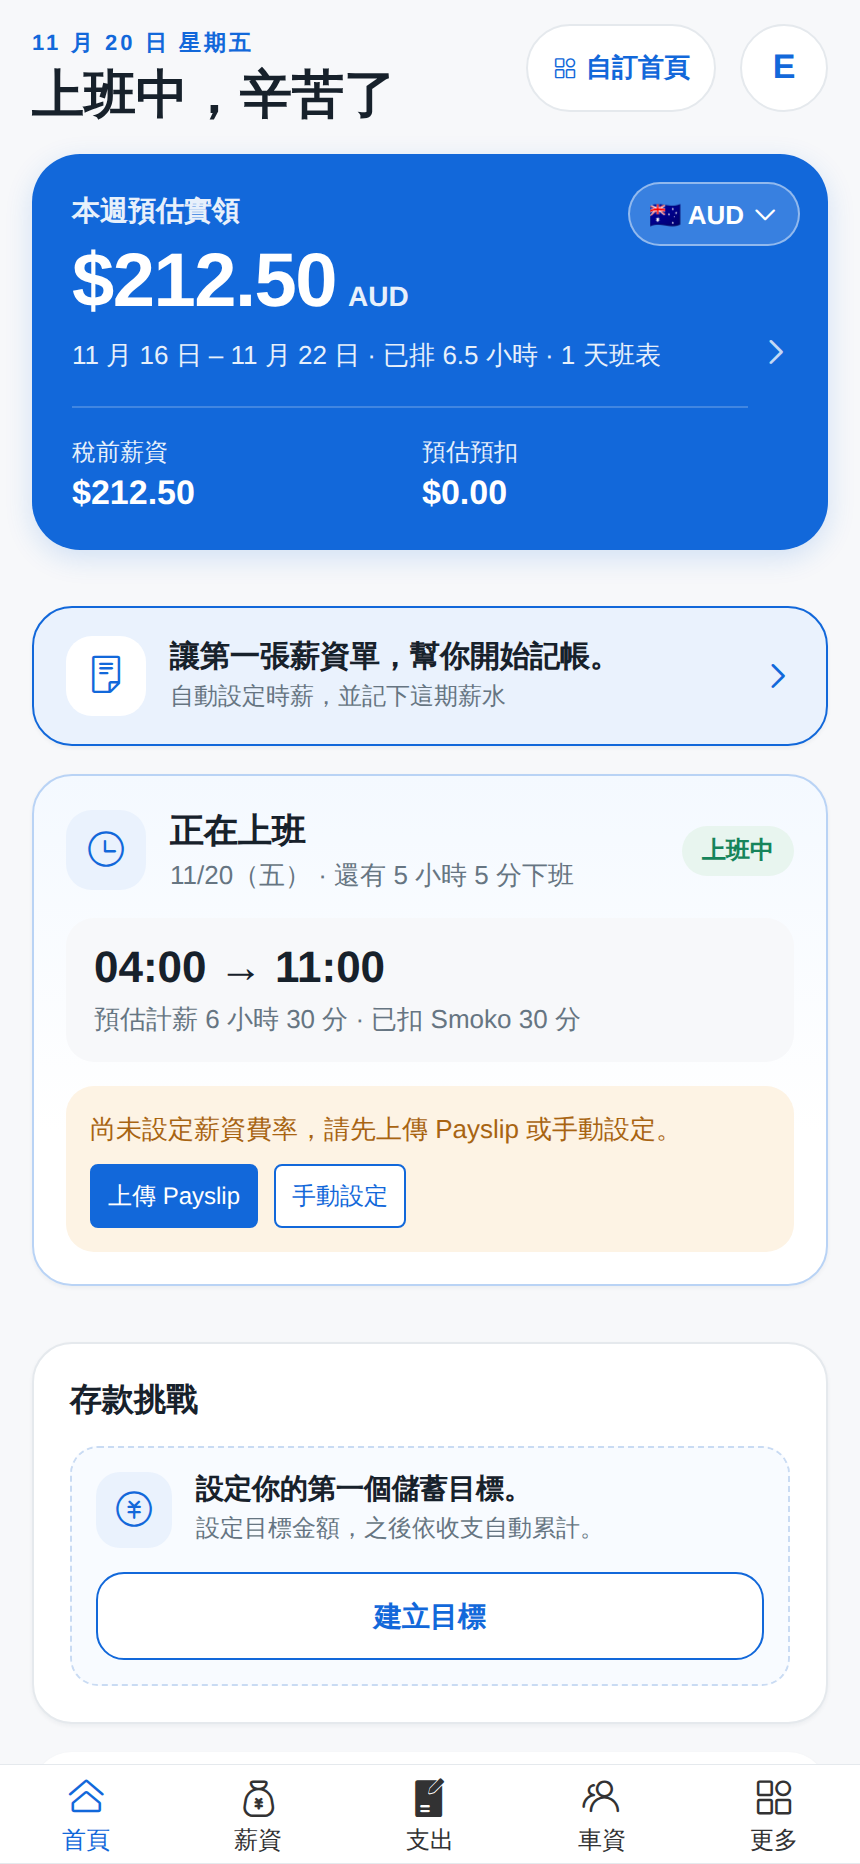 11 月 20 日 星期五
上班中，辛苦了
自訂首頁
E
本週預估實領
AUD
$212.50 AUD
11 月 16 日 – 11 月 22 日 · 已排 6.5 小時 · 1 天班表
稅前薪資
$212.50
預估預扣
$0.00
讓第一張薪資單，幫你開始記帳。
自動設定時薪，並記下這期薪水
正在上班
11/20（五） · 還有 5 小時 5 分下班
上班中
04:00 → 11:00
預估計薪 6 小時 30 分 · 已扣 Smoko 30 分
尚未設定薪資費率，請先上傳 Payslip 或手動設定。
上傳 Payslip
手動設定
存款挑戰
設定你的第一個儲蓄目標。
設定目標金額，之後依收支自動累計。
建立目標
首頁
薪資
支出
車資
更多